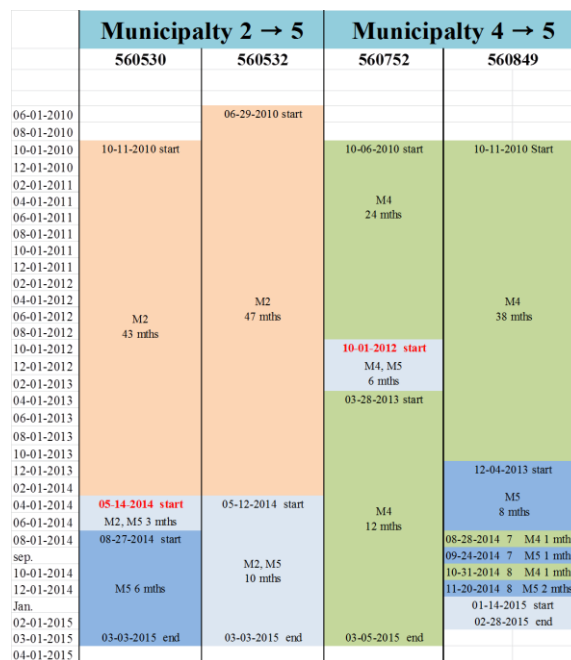 Municipalty 2 → 5 Municipalty 4 → 5
560530 560532 560752 560849
06-01-2010 06-29-2010 start
08-01-2010
10-01-2010 10-11-2010 start 10-06-2010 start 10-11-2010 Start
12-01-2010
02-01-2011
04-01-2011 M4
06-01-2011 24 mths
08-01-2011
10-01-2011
12-01-2011
02-01-2012
04-01-2012 M2 M4
06-01-2012 M2 47 mths 38 mth
08-01-2012 43 mths
10-01-2012 10-01-2012 start
12-01-2012 M4, M5
02-01-2013 6 mths
04-01-2013 03-28-2013 start
06-01-2013
08-01-2013
10-01-2013
12-01-2013 12-04-2013 start
02-01-2014 M5
04-01-2014 05-14-2014 start 05-12-2014 start 8 mth
06-01-2014 M2, M5 3 mths M4
08-01-2014 08-27-2014 start 12 mths 08-28-2014 7 M4 1 mth
sep. M2, M5 09-24-2014 7 M5 1 mth
10-01-2014 10 mths 10-31-2014 8 M4 1 mth
12-01-2014 M5 6 mths 11-20-2014 8 M5 2 mths
Jan. 01-14-2015 start
02-01-2015 02-28-2015 end
03-01-2015 03-03-2015 end 03-03-2015 end 03-05-2015 end
04-01-2015